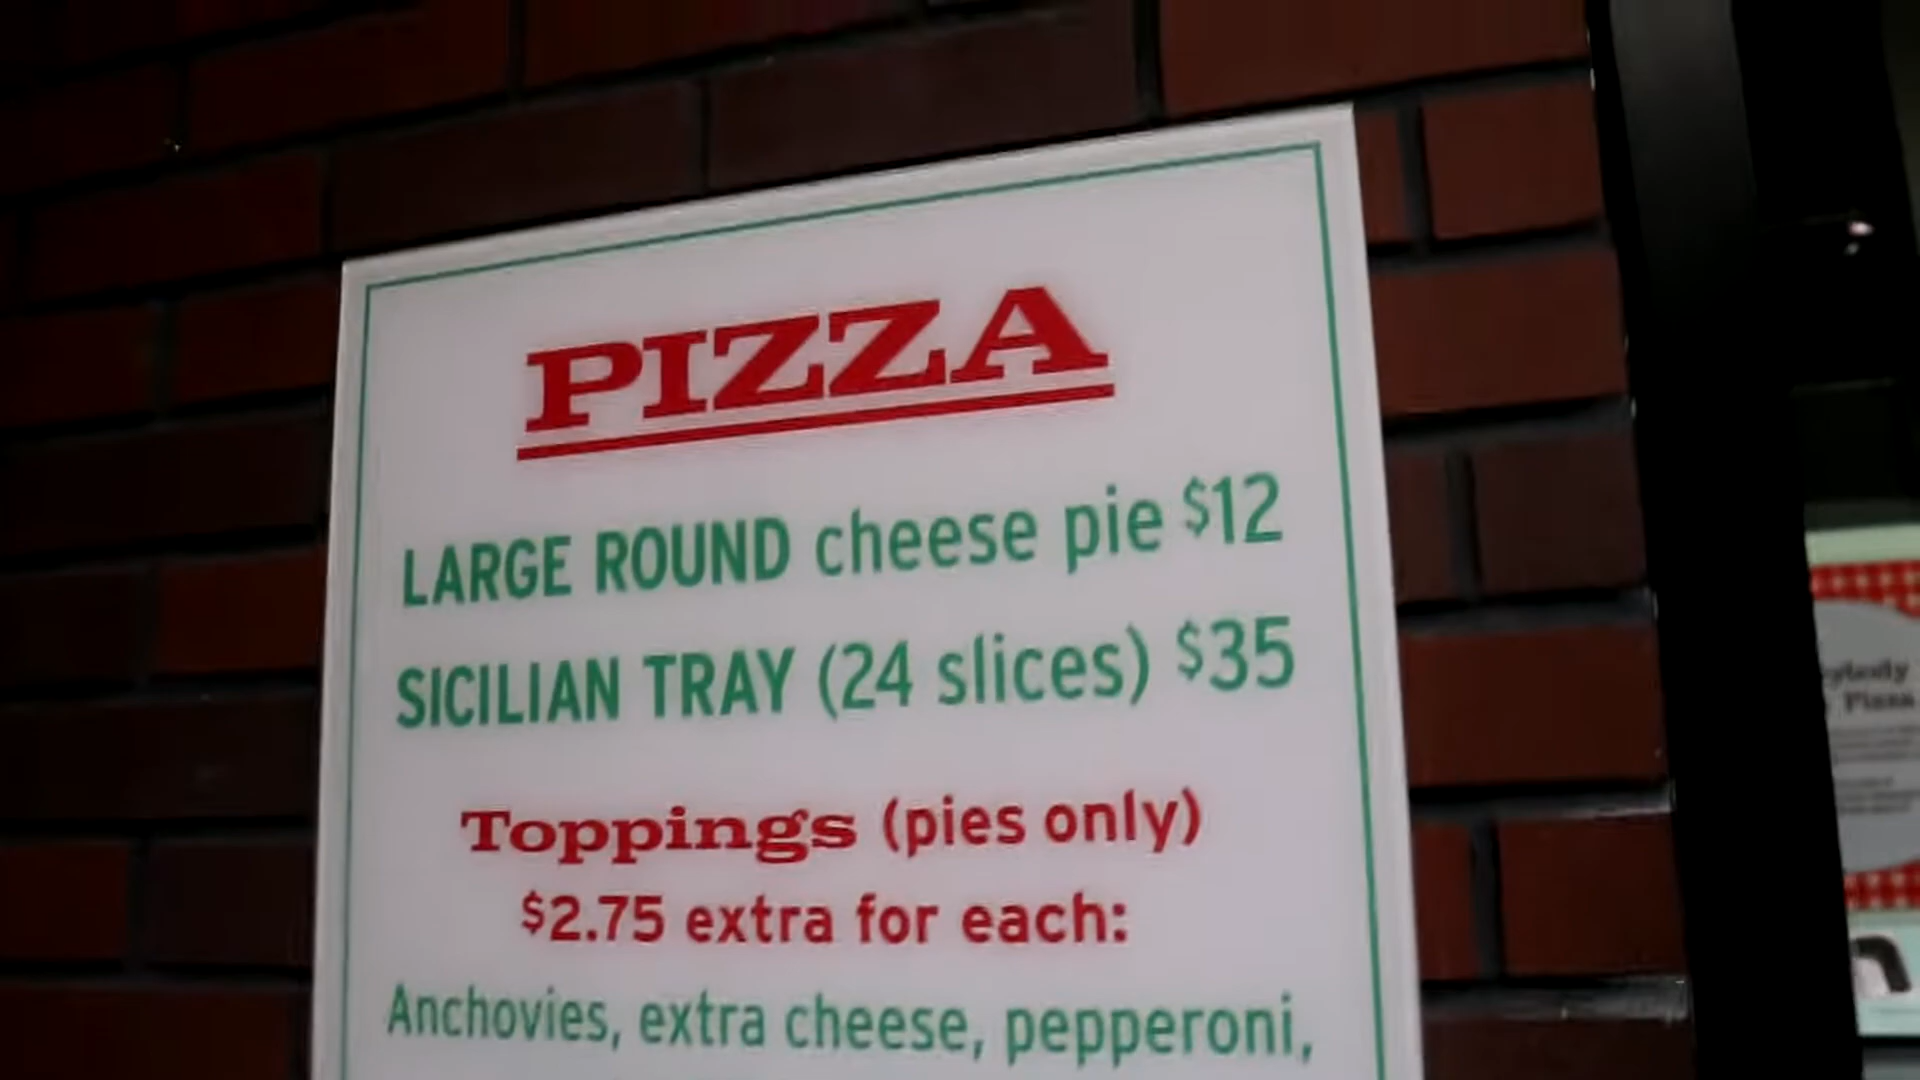 PIZZA
LARGE ROUND cheese pie $12
SICILIAN TRAY (24 slices) $35
Toppings (pies only)
$2.75 extra for each:
Anchovies, extra cheese, pepperoni,
Pizza